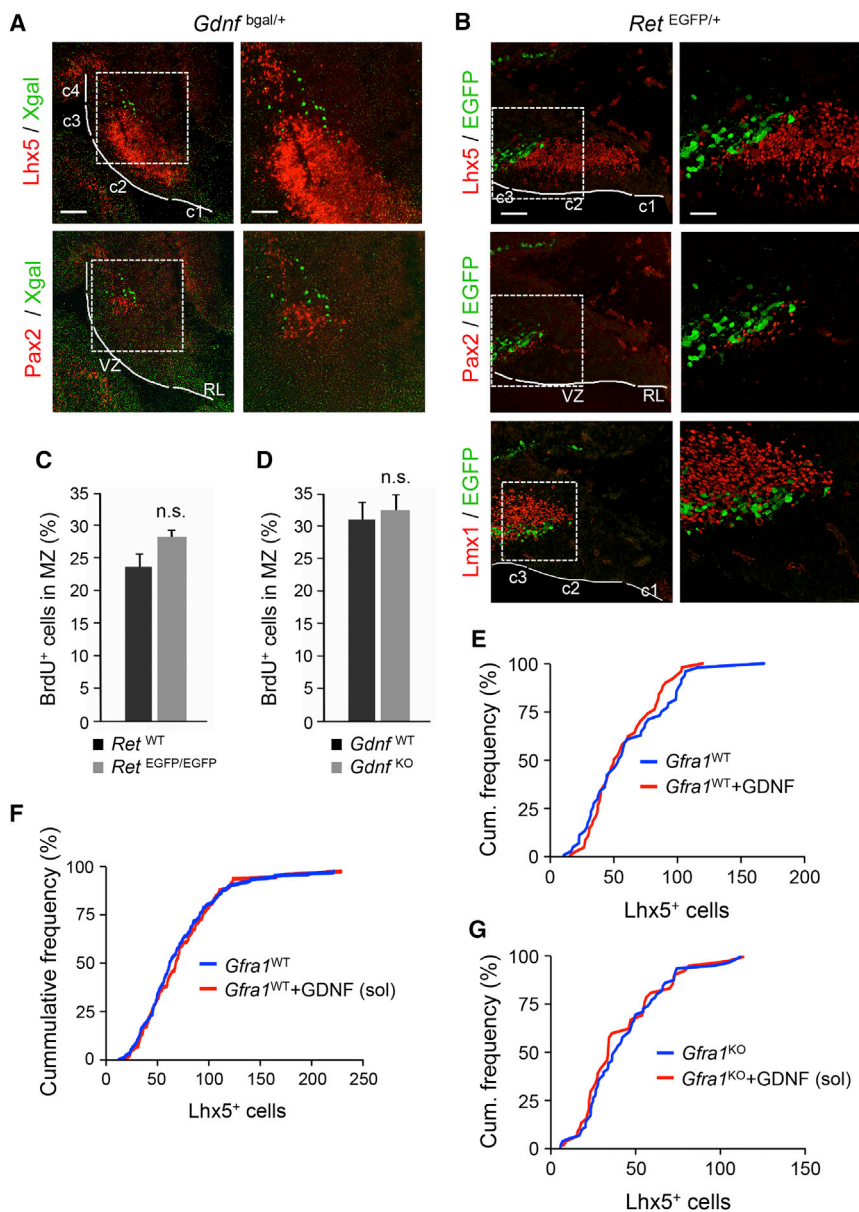 A
Gdnf bgal/+
Lhx5 / Xgal
c4
c3
c2
c1
Pax2 / Xgal
VZ
RL
B
Ret EGFP/+
Lhx5 / EGFP
c3
c2
c1
Pax2 / EGFP
VZ
RL
Lmx1 / EGFP
c3
c2
c1
C
n.s.
BrdU+ cells in MZ (%)
35
30
25
20
15
10
5
0
Ret WT
Ret EGFP/EGFP
D
n.s.
BrdU+ cells in MZ (%)
35
30
25
20
15
10
5
0
Gdnf WT
Gdnf KO
E
Cum. frequency (%)
100
75
50
25
0
Gfra1WT
Gfra1WT+GDNF
0 50 100 150 200
Lhx5+ cells
F
Cummulative frequency (%)
100
75
50
25
0
Gfra1WT
Gfra1WT+GDNF (sol)
0 50 100 150 200 250
Lhx5+ cells
G
Cum. frequency (%)
100
75
50
25
0
Gfra1KO
Gfra1KO+GDNF (sol)
0 50 100 150
Lhx5+ cells